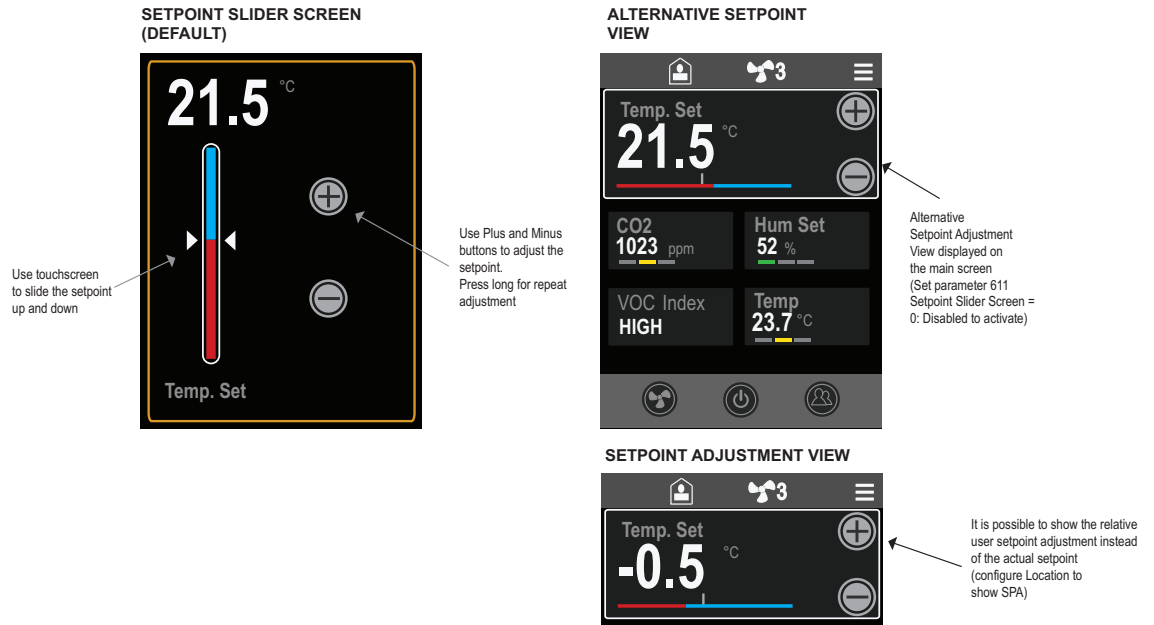 SETPOINT SLIDER SCREEN
(DEFAULT)
21.5 °C
Temp. Set
Use touchscreen
to slide the setpoint
up and down
Use Plus and Minus
buttons to adjust the
setpoint.
Press long for repeat
adjustment
ALTERNATIVE SETPOINT
VIEW
3
Temp. Set
21.5 °C
CO2
1023 ppm
Hum Set
52 %
VOC Index
HIGH
Temp
23.7 °C
Alternative
Setpoint Adjustment
View displayed on
the main screen
(Set parameter 611
Setpoint Slider Screen =
0: Disabled to activate)
SETPOINT ADJUSTMENT VIEW
3
Temp. Set
-0.5 °C
It is possible to show the relative
user setpoint adjustment instead
of the actual setpoint
(configure Location to
show SPA)